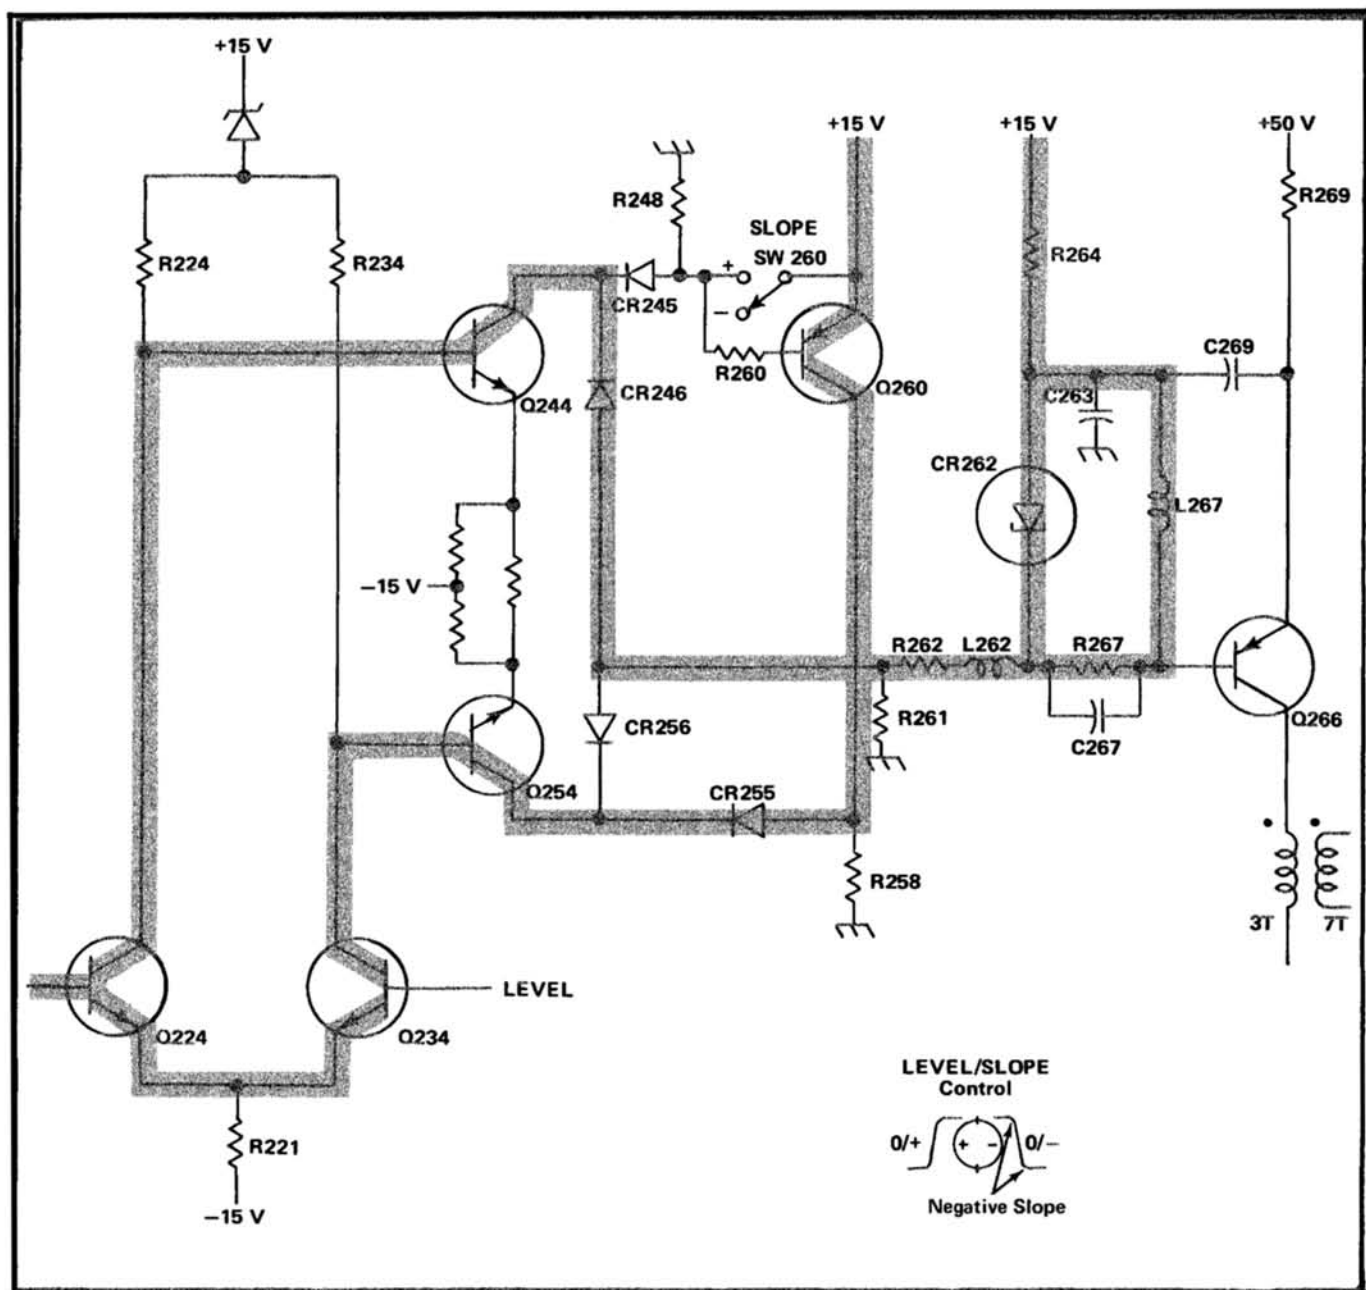 +15 V
+15 V
+15 V
+50 V
R248
R269
SLOPE
SW 260
R224
R234
+
R264
CR245
−
R260
C269
Q244
CR246
Q260
C263
CR262
L267
−15 V
R262
L262
R267
CR256
R261
C267
Q266
Q254
CR255
R258
3T
7T
LEVEL
Q224
Q234
LEVEL/SLOPE
Control
R221
0/+
+
−
0/−
−15 V
Negative Slope